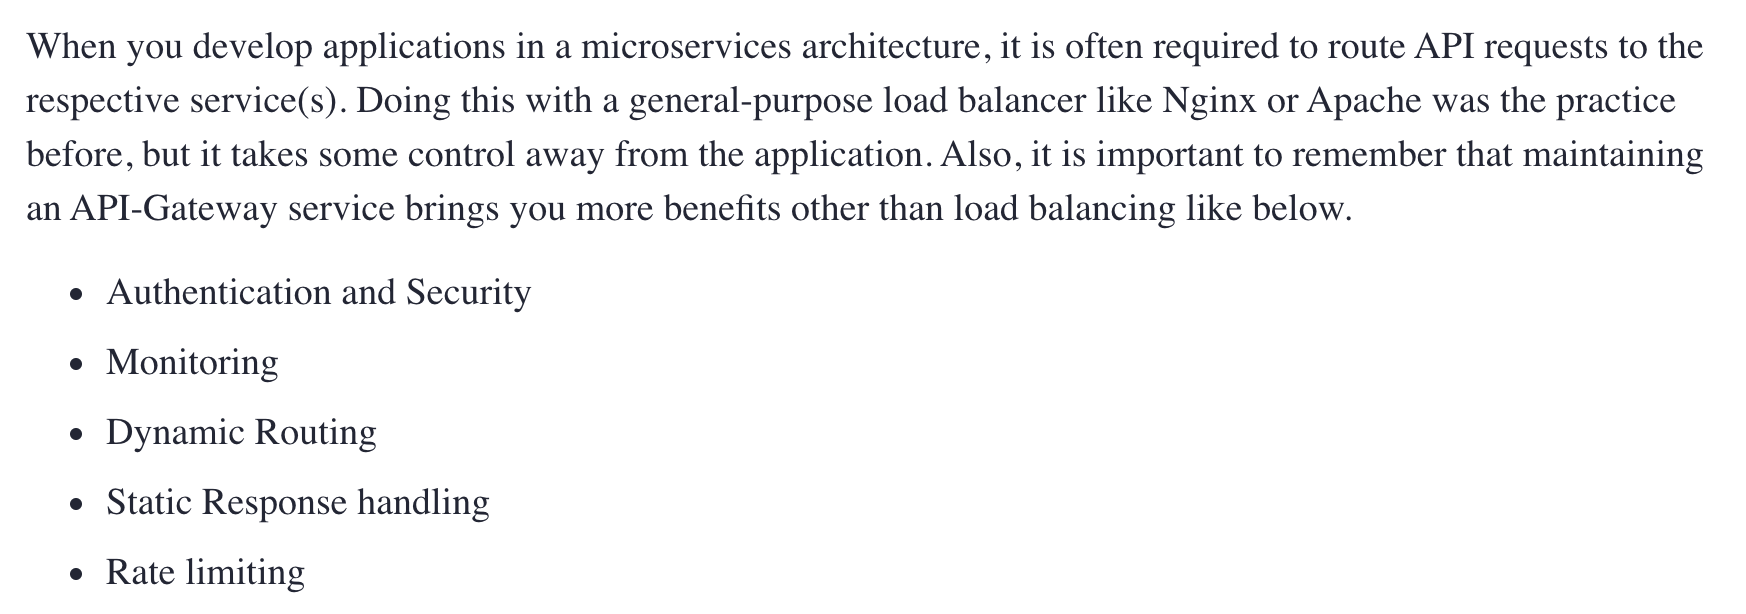 When you develop applications in a microservices architecture, it is often required to route API requests to the
respective service(s). Doing this with a general-purpose load balancer like Nginx or Apache was the practice
before, but it takes some control away from the application. Also, it is important to remember that maintaining
an API-Gateway service brings you more benefits other than load balancing like below.
• Authentication and Security
• Monitoring
• Dynamic Routing
• Static Response handling
• Rate limiting